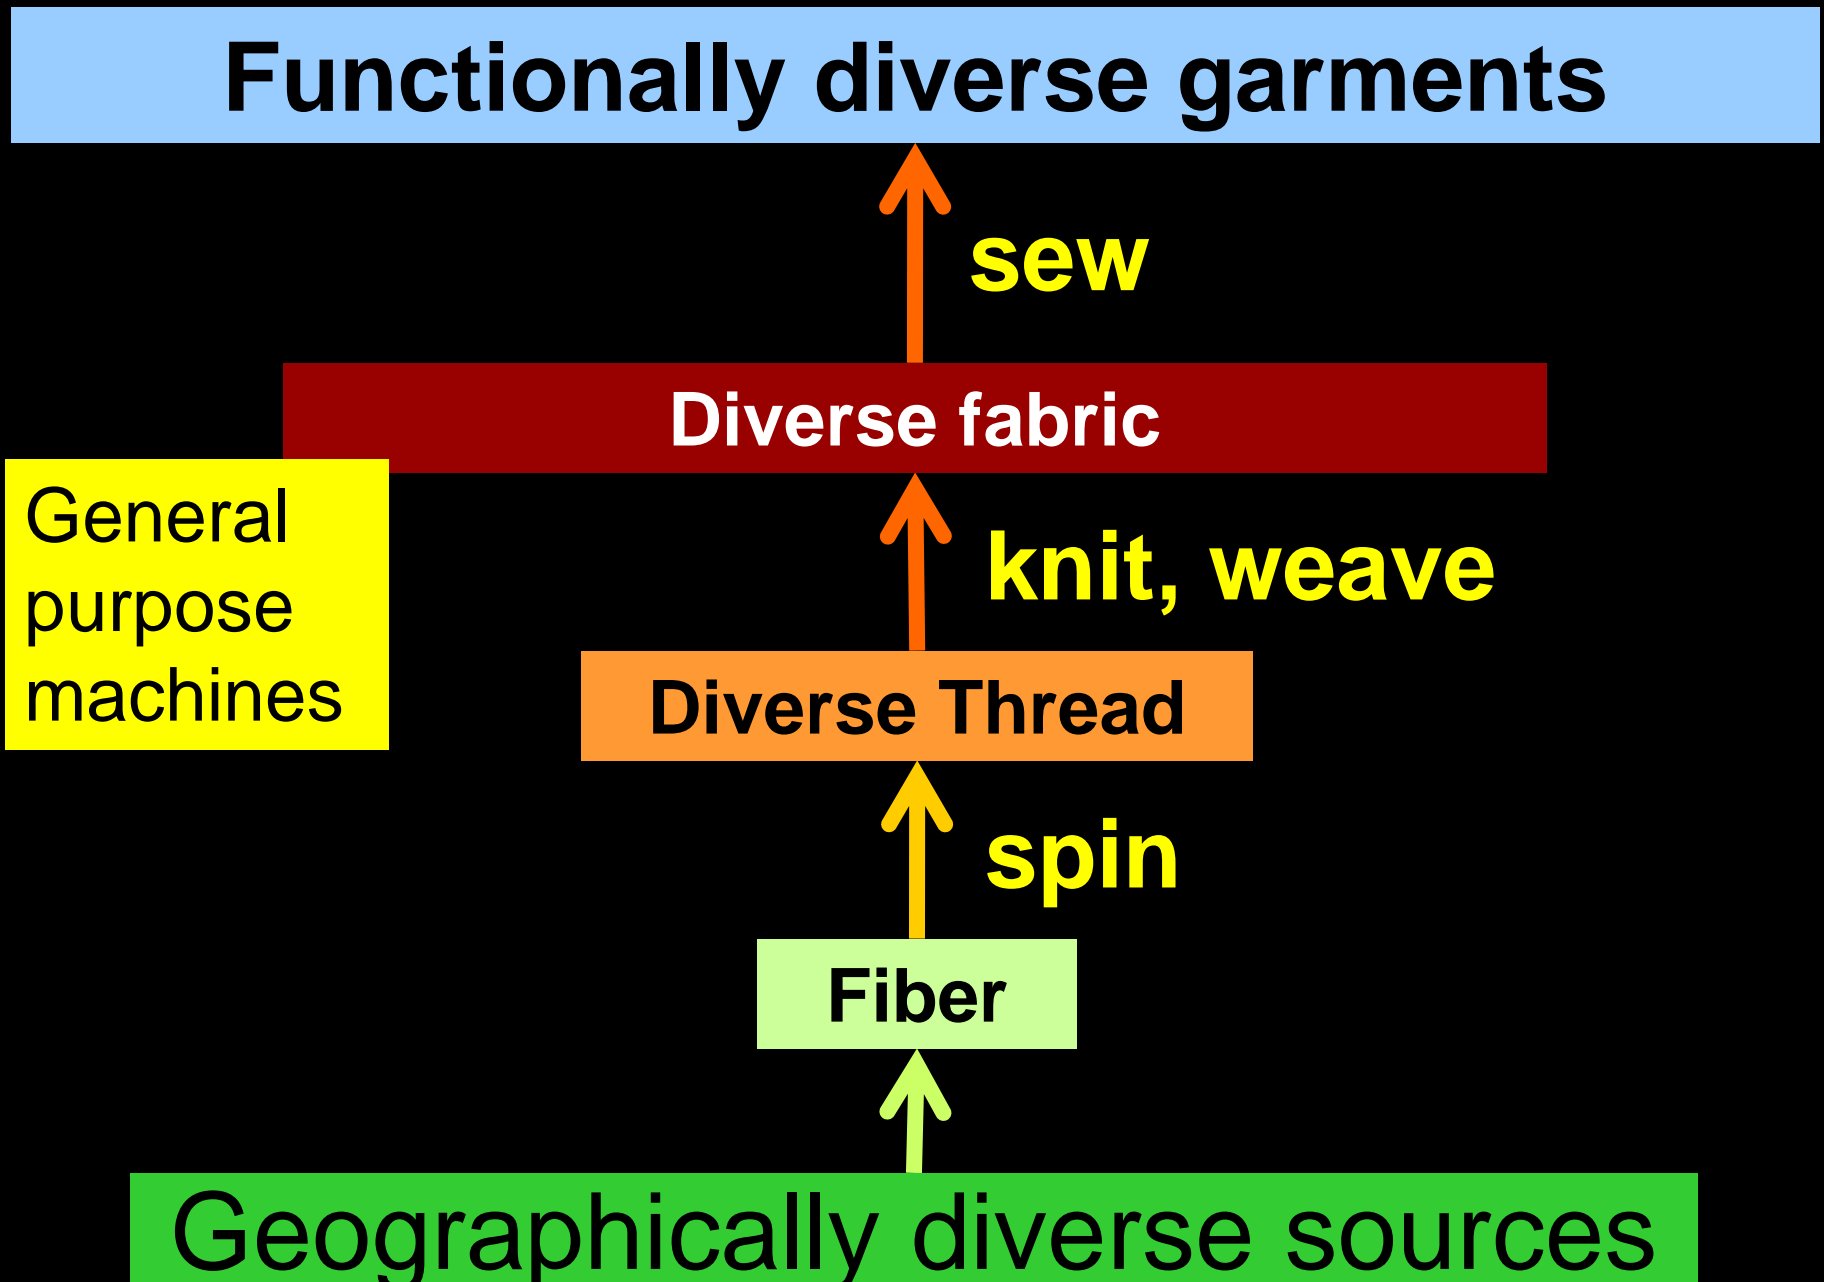 Functionally diverse garments
sew
Diverse fabric
General
purpose
machines
knit, weave
Diverse Thread
spin
Fiber
Geographically diverse sources